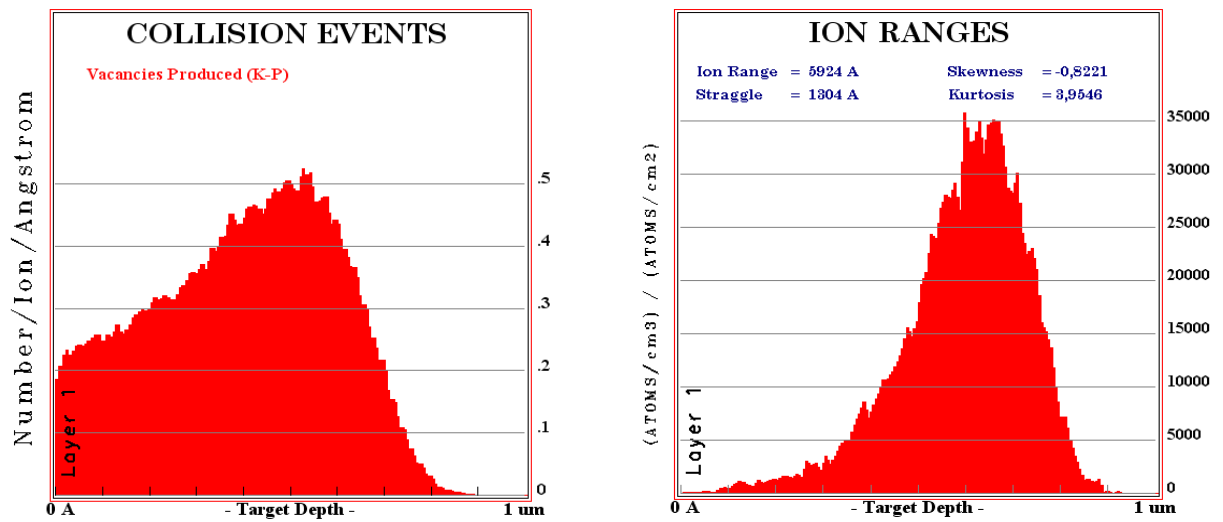 COLLISION EVENTS
Vacancies Produced (K-P)
Number/Ion/Angstrom
.5
.4
.3
.2
.1
0
Layer 1
0 A
- Target Depth -
1 um
ION RANGES
Ion Range = 5924 A
Skewness =-0,8221
Straggle = 1304 A
Kurtosis = 3,9546
(ATOMS/cm3) / (ATOMS/cm2)
35000
30000
25000
20000
15000
10000
5000
0
Layer 1
0 A
- Target Depth -
1 um